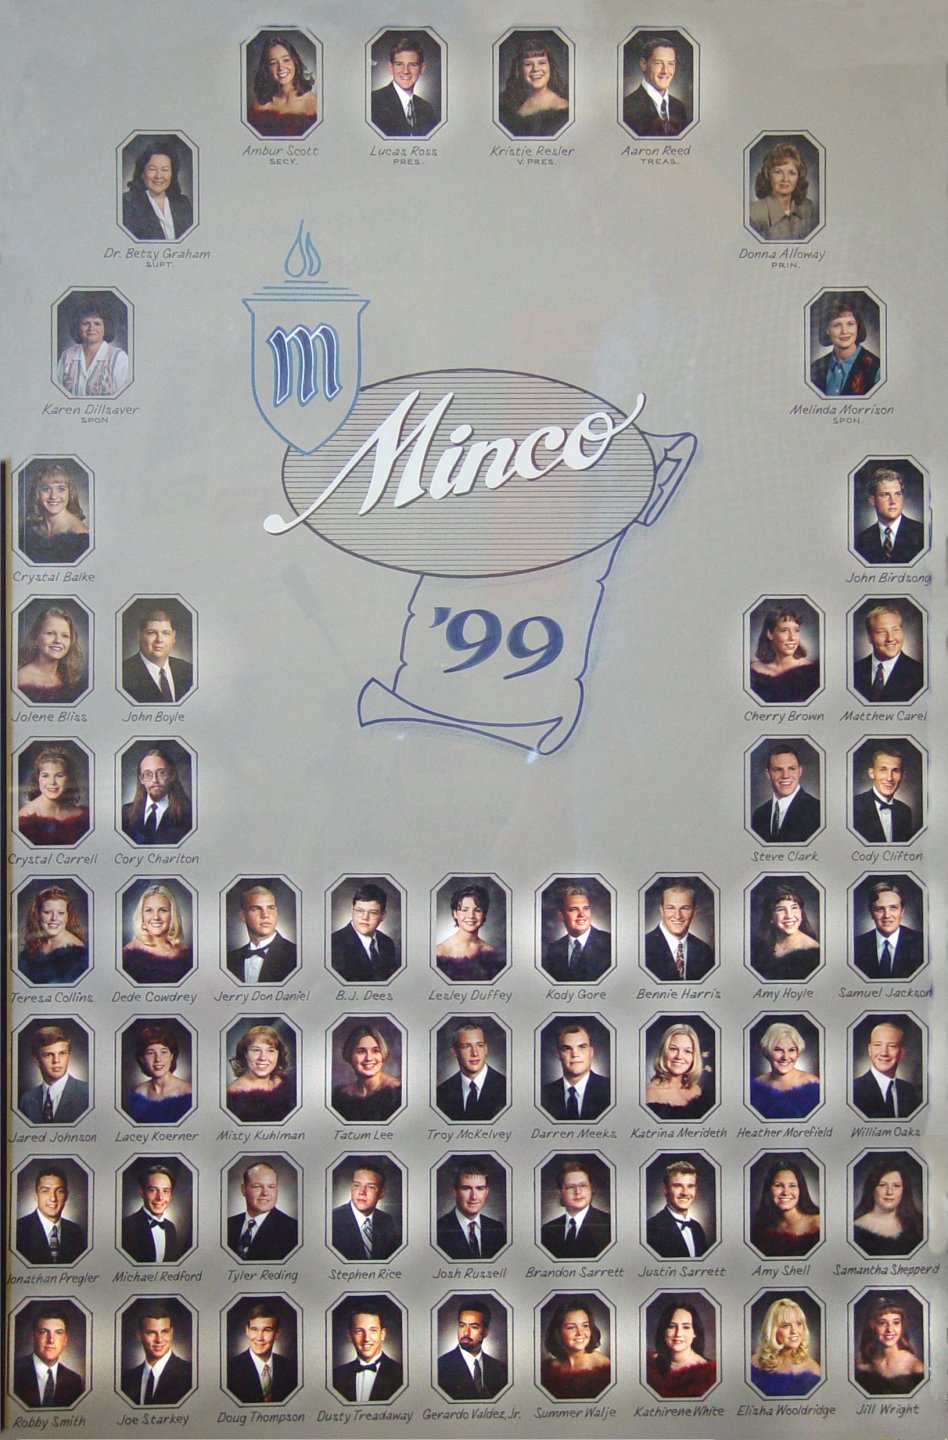 Ambur Scott
SECY.
Lucas Ross
PRES.
Kristie Resler
V. PRES.
Aaron Reed
TREAS.
Dr. Betsy Graham
SUPT.
Donna Alloway
PRIN.
m
Karen Dillsaver
SPON.
Melinda Morrison
SPON.
Minco
'99
Crystal Balke
John Birdsong
Jolene Bliss
John Boyle
Cherry Brown
Matthew Carel
Crystal Carrell
Cory Charlton
Steve Clark
Cody Clifton
Teresa Collins
Dede Cowdrey
Jerry Don Daniel
B.J. Dees
Lesley Duffey
Kody Gore
Bennie Harris
Amy Hoyle
Samuel Jackson
Jared Johnson
Lacey Koerner
Misty Kuhlman
Tatum Lee
Troy McKelvey
Darren Meeks
Katrina Merideth
Heather Morefield
William Oaks
Jonathan Pregler
Michael Redford
Tyler Reding
Stephen Rice
Josh Russell
Brandon Sarrett
Justin Sarrett
Amy Shell
Samantha Shepperd
Robby Smith
Joe Starkey
Doug Thompson
Dusty Treadaway
Gerardo Valdez, Jr.
Summer Walje
Kathirene White
Elisha Wooldridge
Jill Wright